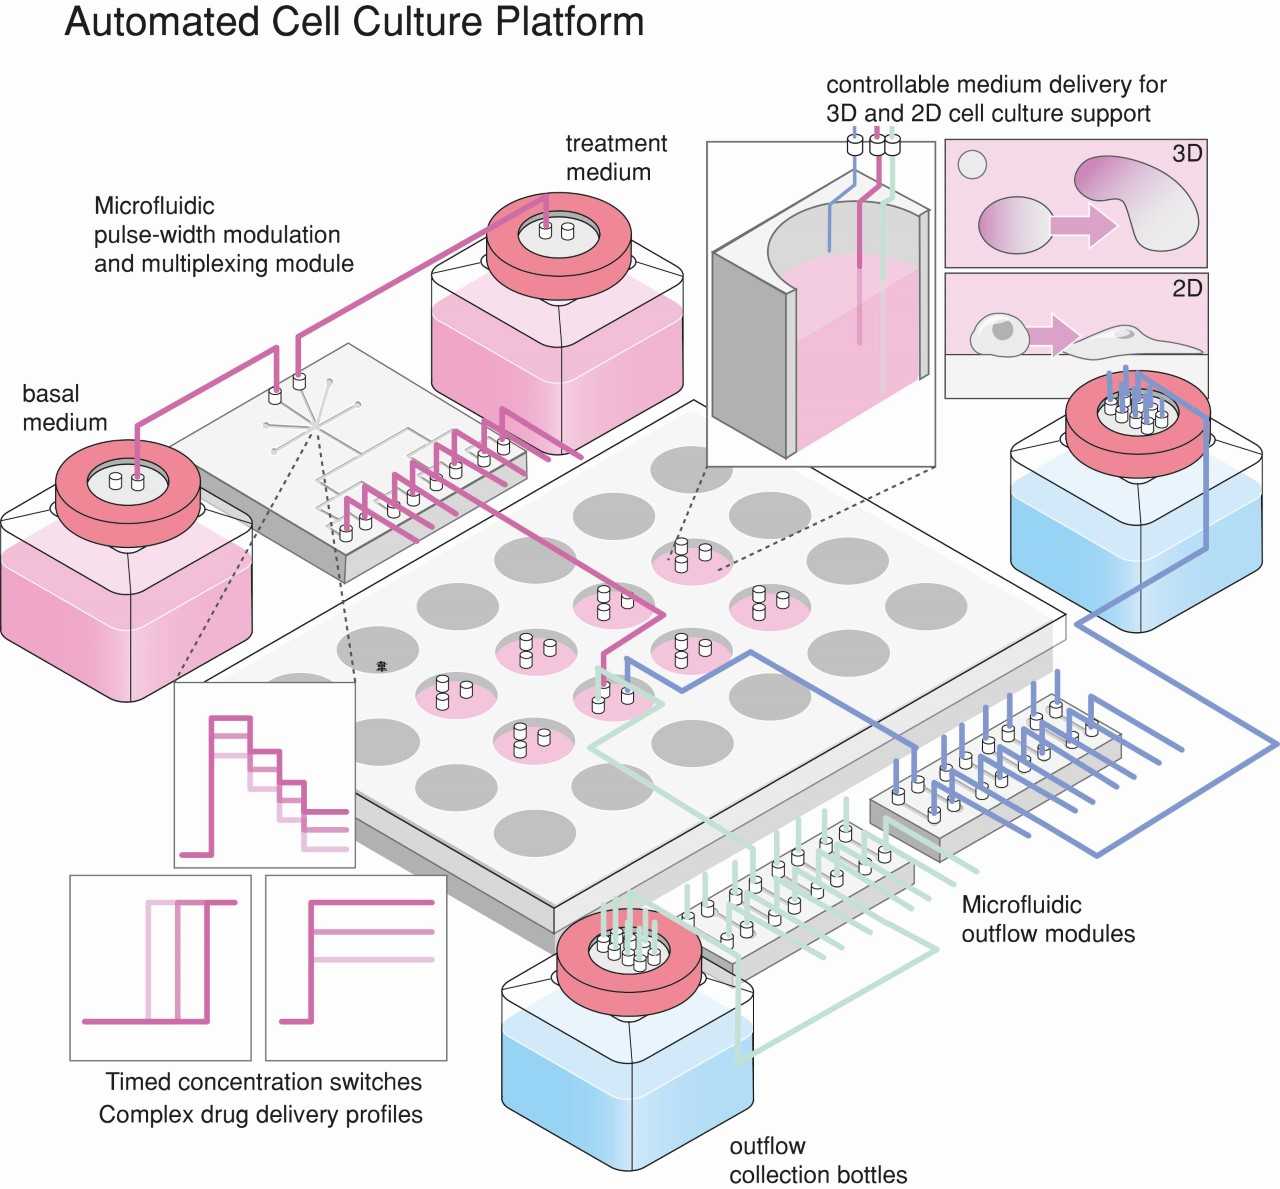 Automated Cell Culture Platform
controllable medium delivery for
3D and 2D cell culture support
treatment
medium
3D
Microfluidic
pulse-width modulation
and multiplexing module
2D
basal
medium
Microfluidic
outflow modules
Timed concentration switches
Complex drug delivery profiles
outflow
collection bottles